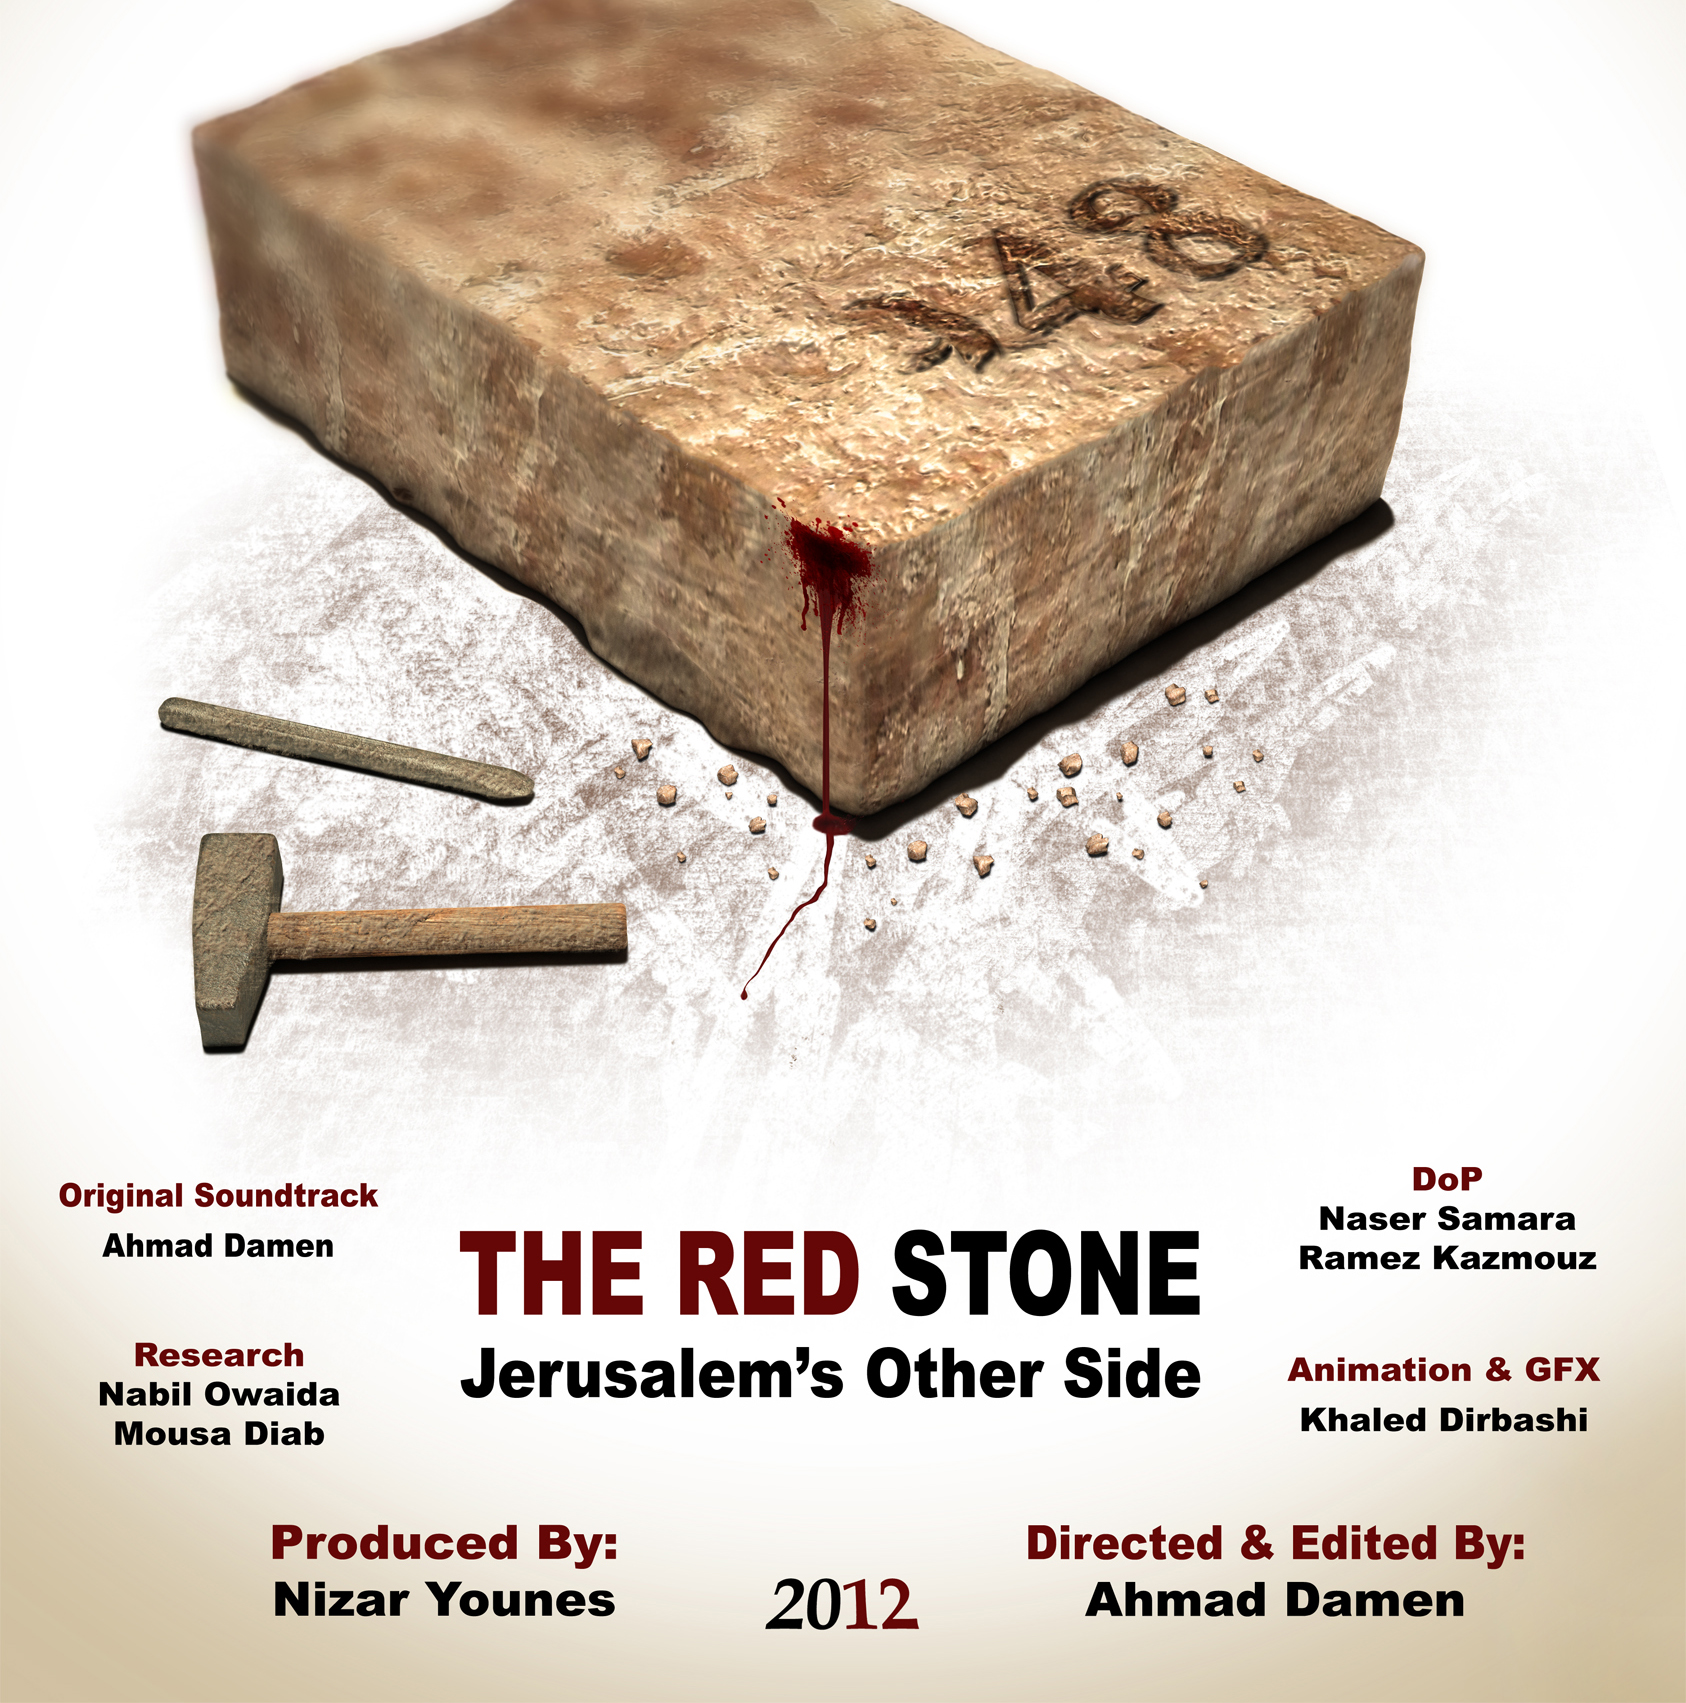 '48
Original Soundtrack
Ahmad Damen
Research
Nabil Owaida
Mousa Diab
THE RED STONE
Jerusalem's Other Side
DoP
Naser Samara
Ramez Kazmouz
Animation & GFX
Khaled Dirbashi
Produced By:
Nizar Younes
2012
Directed & Edited By:
Ahmad Damen